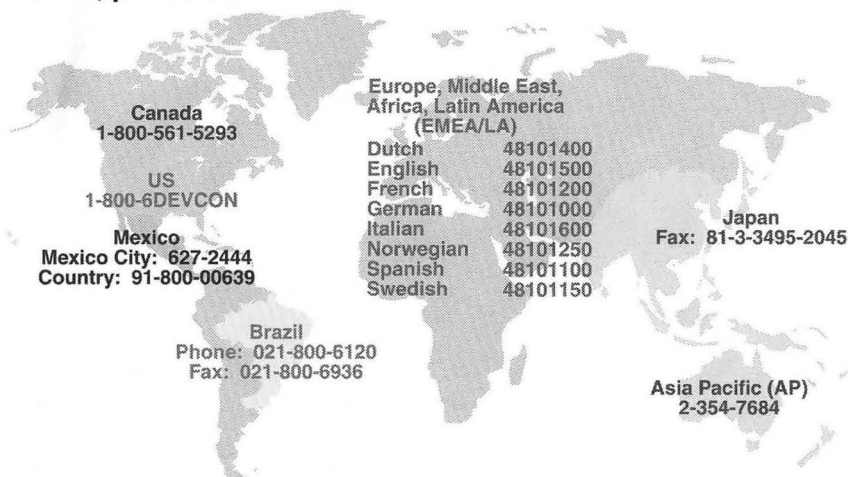 Canada
1-800-561-5293
US
1-800-6DEVCON
Mexico
Mexico City: 627-2444
Country: 91-800-00639
Brazil
Phone: 021-800-6120
Fax: 021-800-6936
Europe, Middle East,
Africa, Latin America
(EMEA/LA)
Dutch 48101400
English 48101500
French 48101200
German 48101000
Italian 48101600
Norwegian 48101250
Spanish 48101100
Swedish 48101150
Japan
Fax: 81-3-3495-2045
Asia Pacific (AP)
2-354-7684